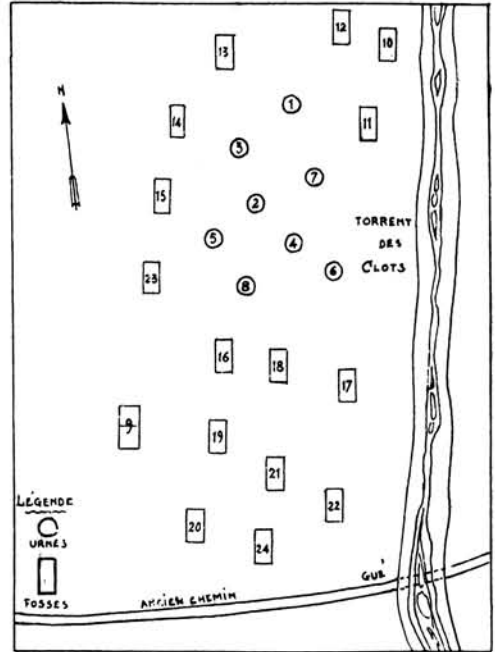 12
10
13
N
1
14
11
3
7
15
2
TORRENT
DES
CLOTS
5
4
6
23
8
16
18
17
9
19
21
LÉGENDE
URNES
22
20
24
GUÉ
FOSSES
ANCIEN CHEMIN